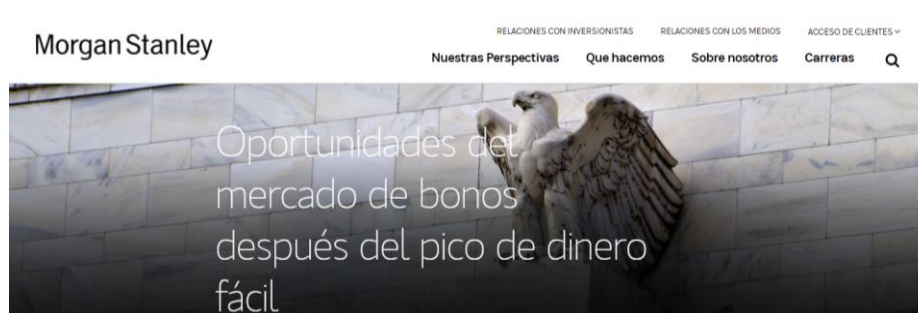 Morgan Stanley
RELACIONES CON INVERSIONISTAS RELACIONES CON LOS MEDIOS ACCESO DE CLIENTES
Nuestras Perspectivas Que hacemos Sobre nosotros Carreras
Oportunidades del
mercado de bonos
después del pico de dinero
fácil